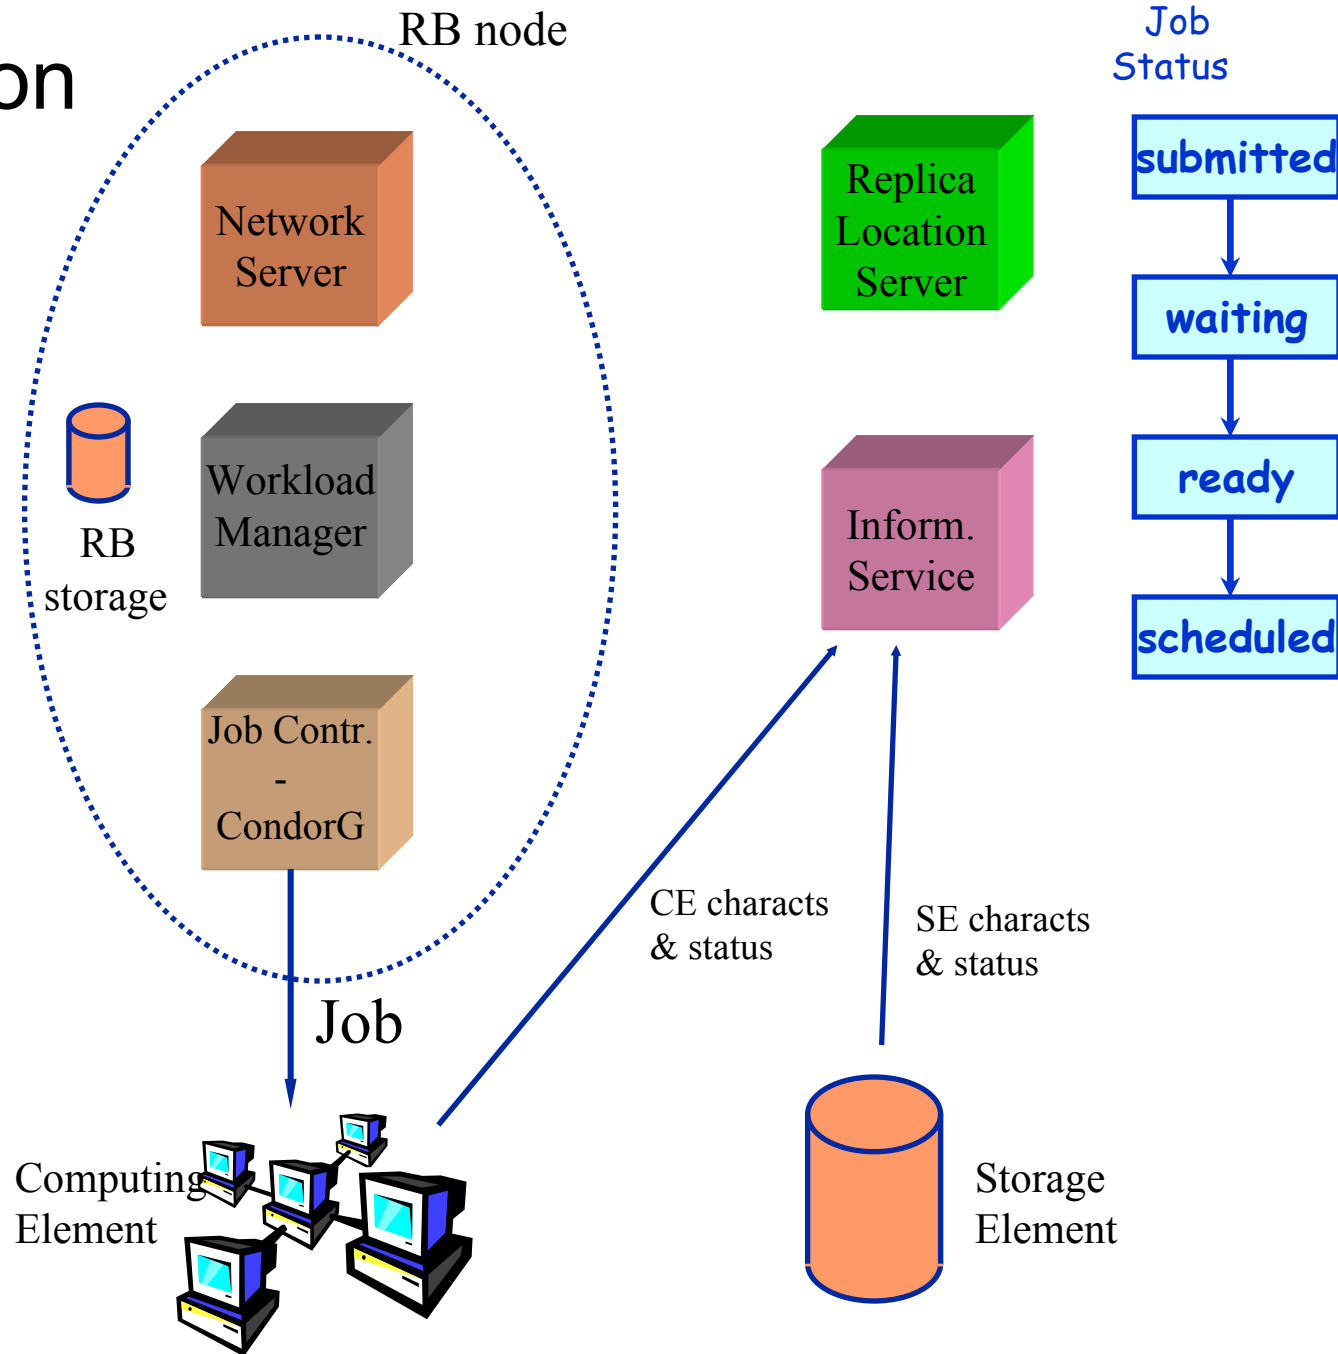 RB node
Job
Status
on
submitted
Network
Server
Replica
Location
Server
waiting
Workload
Manager
RB
storage
Inform.
Service
ready
scheduled
Job Contr.
-
CondorG
CE characts
& status
SE characts
& status
Job
Computing
Element
Storage
Element